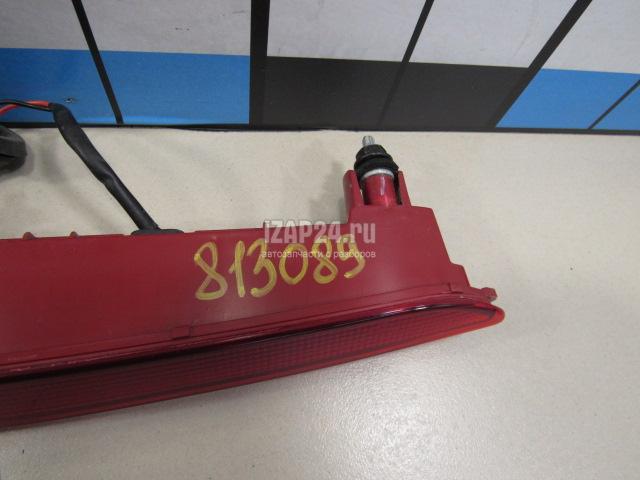 IZAP24.ru
автозапчасти с разборов
813089